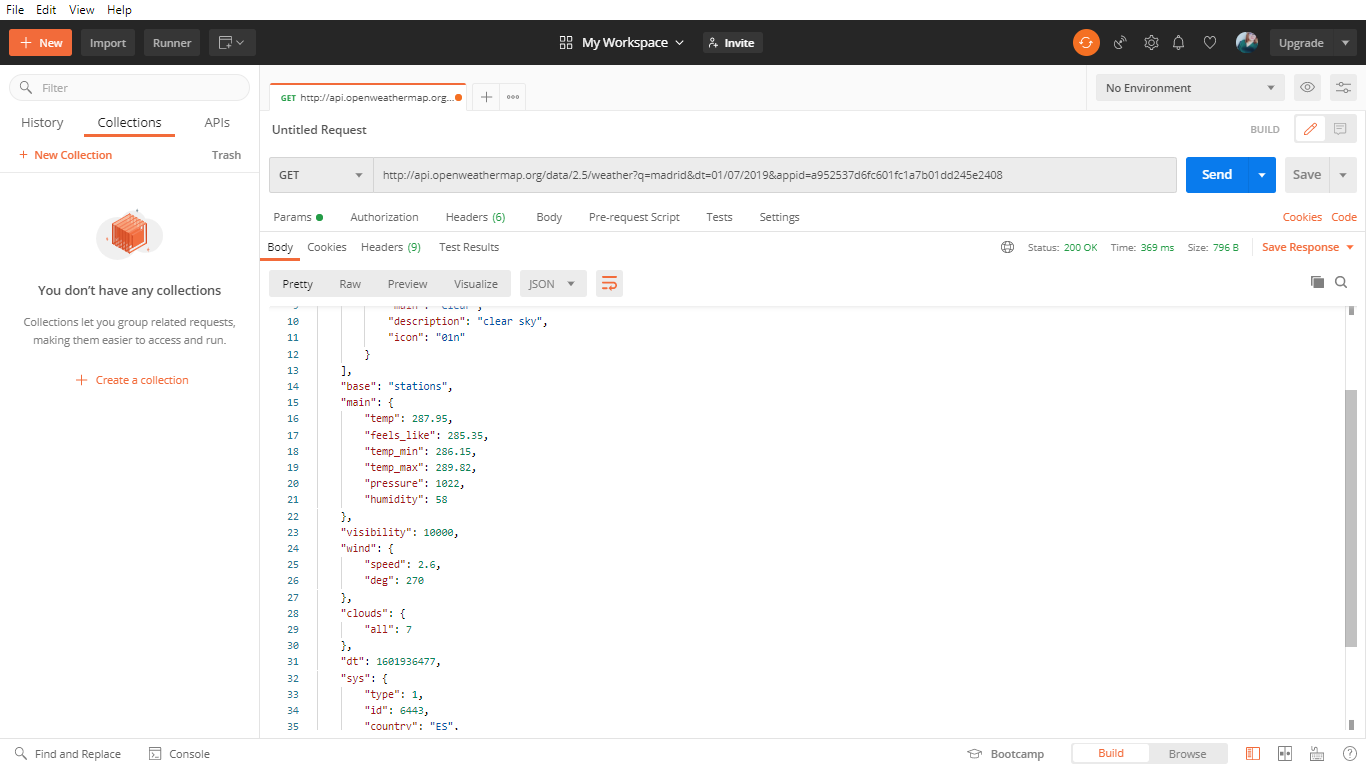 File Edit View Help
New Import Runner My Workspace Invite Upgrade
Filter
History Collections APIs
+ New Collection Trash
You don't have any collections
Collections let you group related requests,
making them easier to access and run.
+ Create a collection
GET http://api.openweathermap.org... No Environment
Untitled Request BUILD
GET http://api.openweathermap.org/data/2.5/weather?q=madrid&dt=01/07/2019&appid=a952537d6fc601fc1a7b01dd245e2408 Send Save
Params Authorization Headers (6) Body Pre-request Script Tests Settings Cookies Code
Body Cookies Headers (9) Test Results Status: 200 OK Time: 369 ms Size: 796 B Save Response
Pretty Raw Preview Visualize JSON
9 "main": "Clear",
10 "description": "clear sky",
11 "icon": "01n"
12 }
13 ],
14 "base": "stations",
15 "main": {
16 "temp": 287.95,
17 "feels_like": 285.35,
18 "temp_min": 286.15,
19 "temp_max": 289.82,
20 "pressure": 1022,
21 "humidity": 58
22 },
23 "visibility": 10000,
24 "wind": {
25 "speed": 2.6,
26 "deg": 270
27 },
28 "clouds": {
29 "all": 7
30 },
31 "dt": 1601936477,
32 "sys": {
33 "type": 1,
34 "id": 6443,
35 "country": "ES",
Find and Replace Console Bootcamp Build Browse